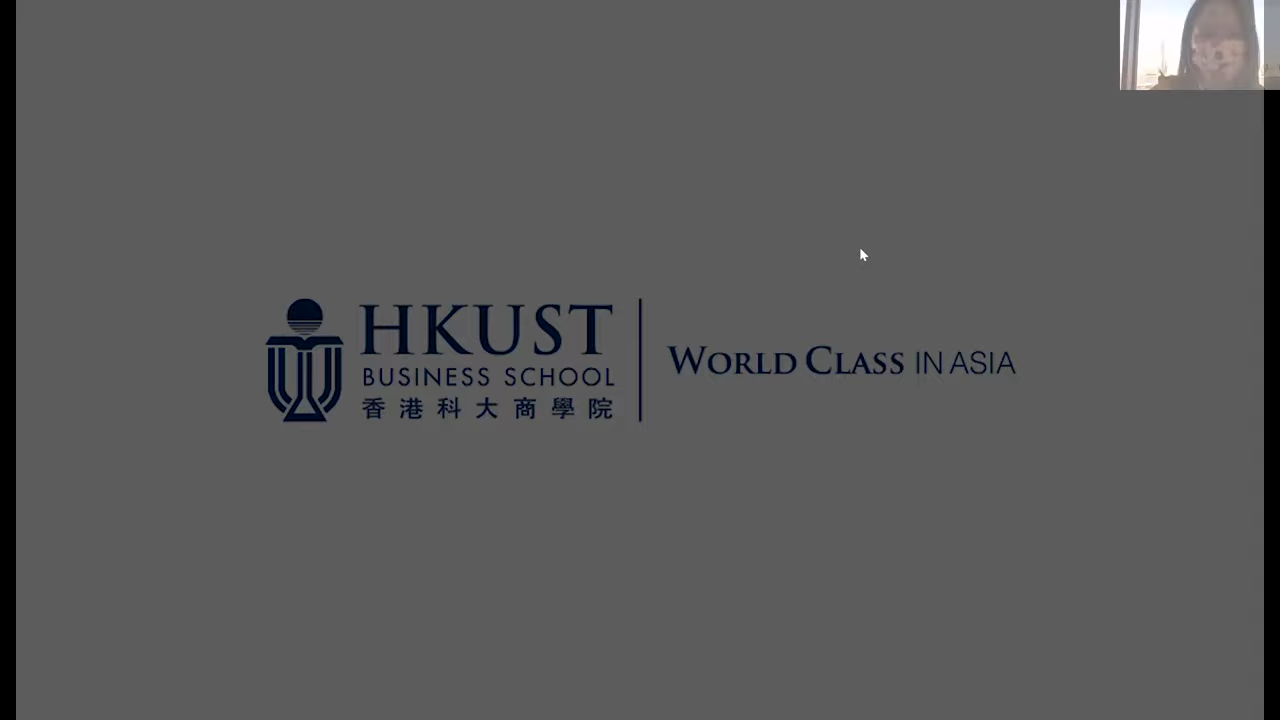 HKUST
BUSINESS SCHOOL
香港科大商學院
WORLD CLASS IN ASIA